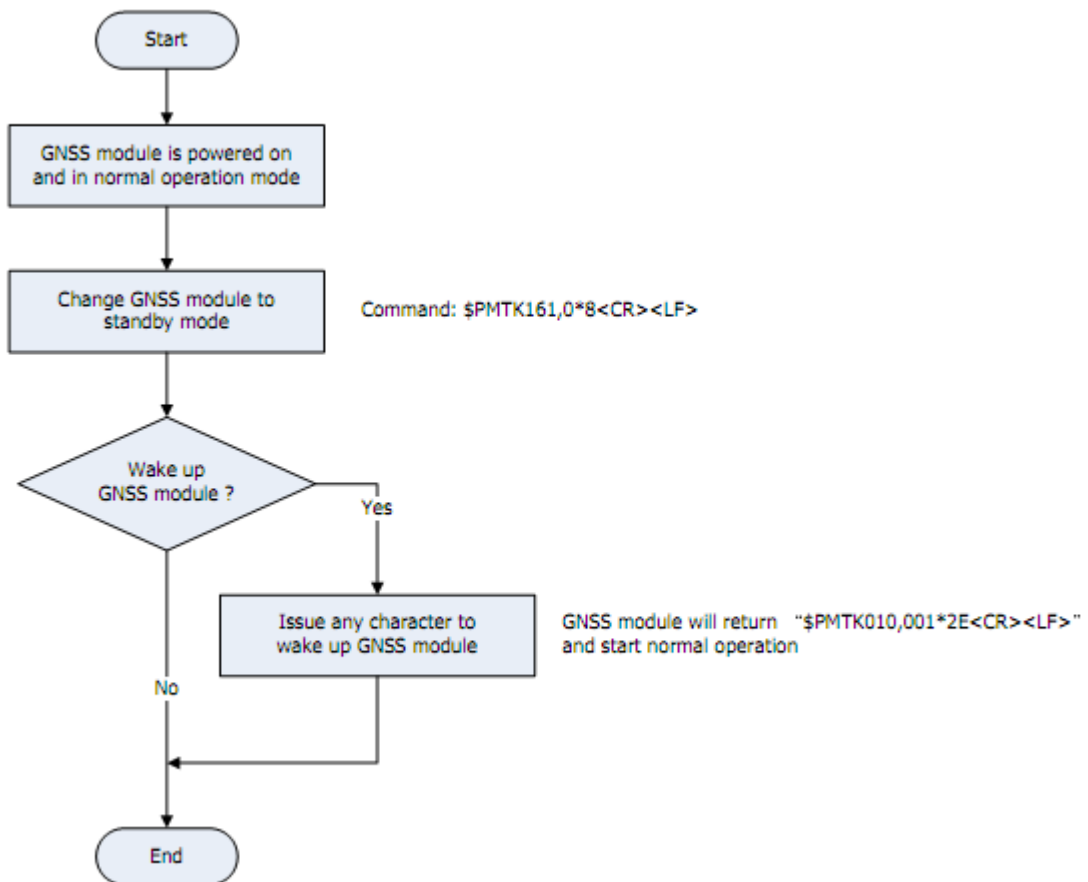 Start
GNSS module is powered on
and in normal operation mode
Change GNSS module to
standby mode
Command: $PMTK161,0*8<CR><LF>
Wake up
GNSS module ?
Yes
Issue any character to
wake up GNSS module
GNSS module will return “$PMTK010,001*2E<CR><LF>”
and start normal operation
No
End